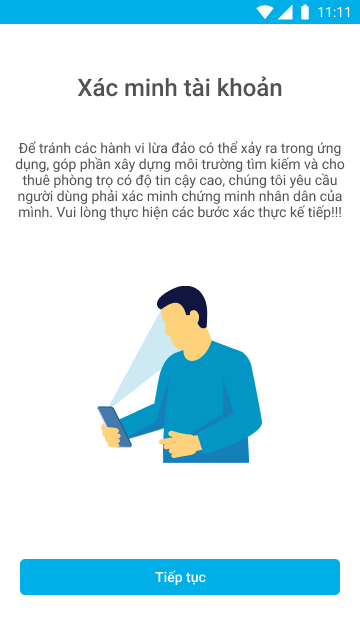 11:11
Xác minh tài khoản
Để tránh các hành vi lừa đảo có thể xảy ra trong ứng
dụng, góp phần xây dựng môi trường tìm kiếm và cho
thuê phòng trọ có độ tin cậy cao, chúng tôi yêu cầu
người dùng phải xác minh chứng minh nhân dân của
mình. Vui lòng thực hiện các bước xác thực kế tiếp!!!
Tiếp tục